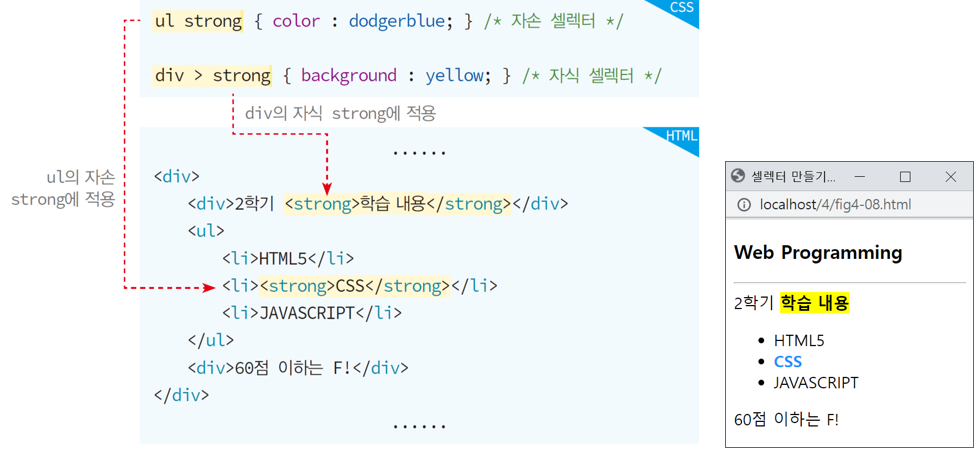 CSS
ul strong { color : dodgerblue; } /* 자손 셀렉터 */
div > strong { background : yellow; } /* 자식 셀렉터 */
div의 자식 strong에 적용
HTML
ul의 자손
strong에 적용
......
<div>
<div>2학기 <strong>학습 내용</strong></div>
<ul>
<li>HTML5</li>
<li><strong>CSS</strong></li>
<li>JAVASCRIPT</li>
</ul>
<div>60점 이하는 F!</div>
</div>
......
셀렉터 만들기...
localhost/4/fig4-08.html
Web Programming
2학기 학습 내용
• HTML5
• CSS
• JAVASCRIPT
60점 이하는 F!